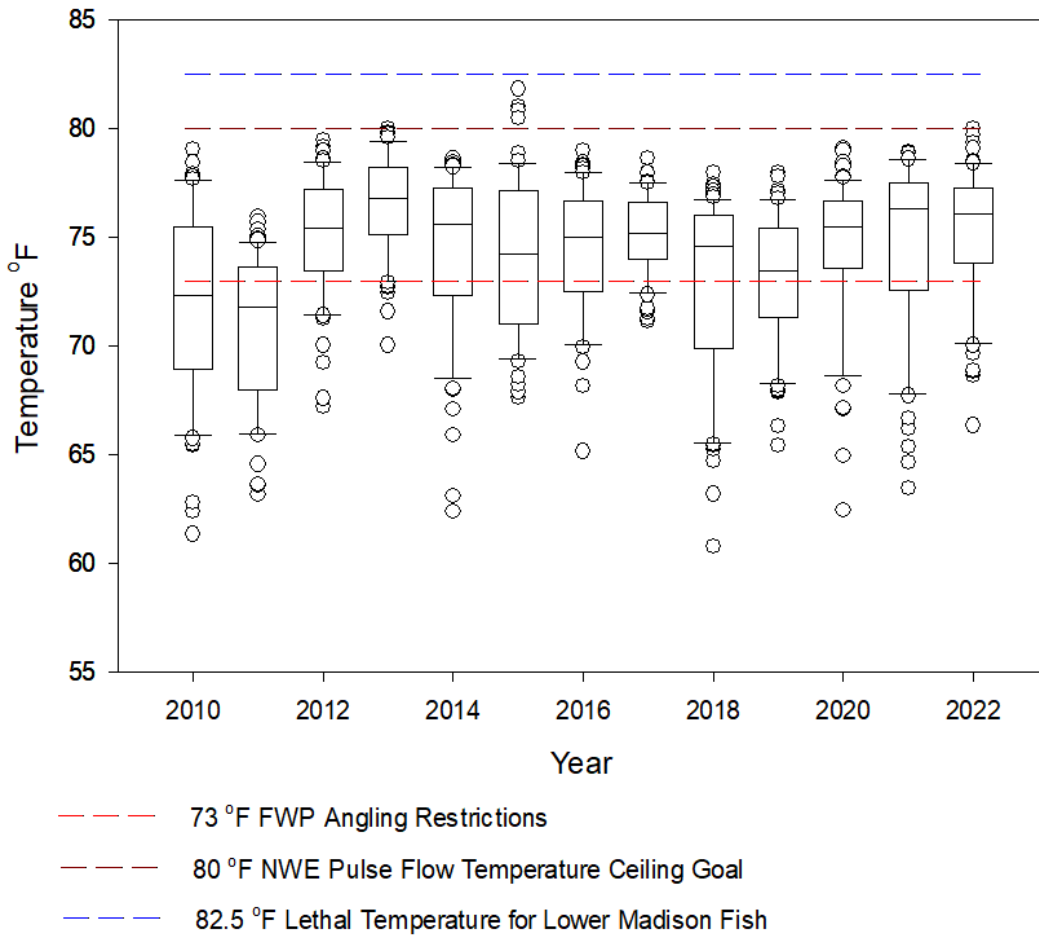 85
80
75
70
65
60
55
Temperature °F
2010 2012 2014 2016 2018 2020 2022
Year
73 °F FWP Angling Restrictions
80 °F NWE Pulse Flow Temperature Ceiling Goal
82.5 °F Lethal Temperature for Lower Madison Fish